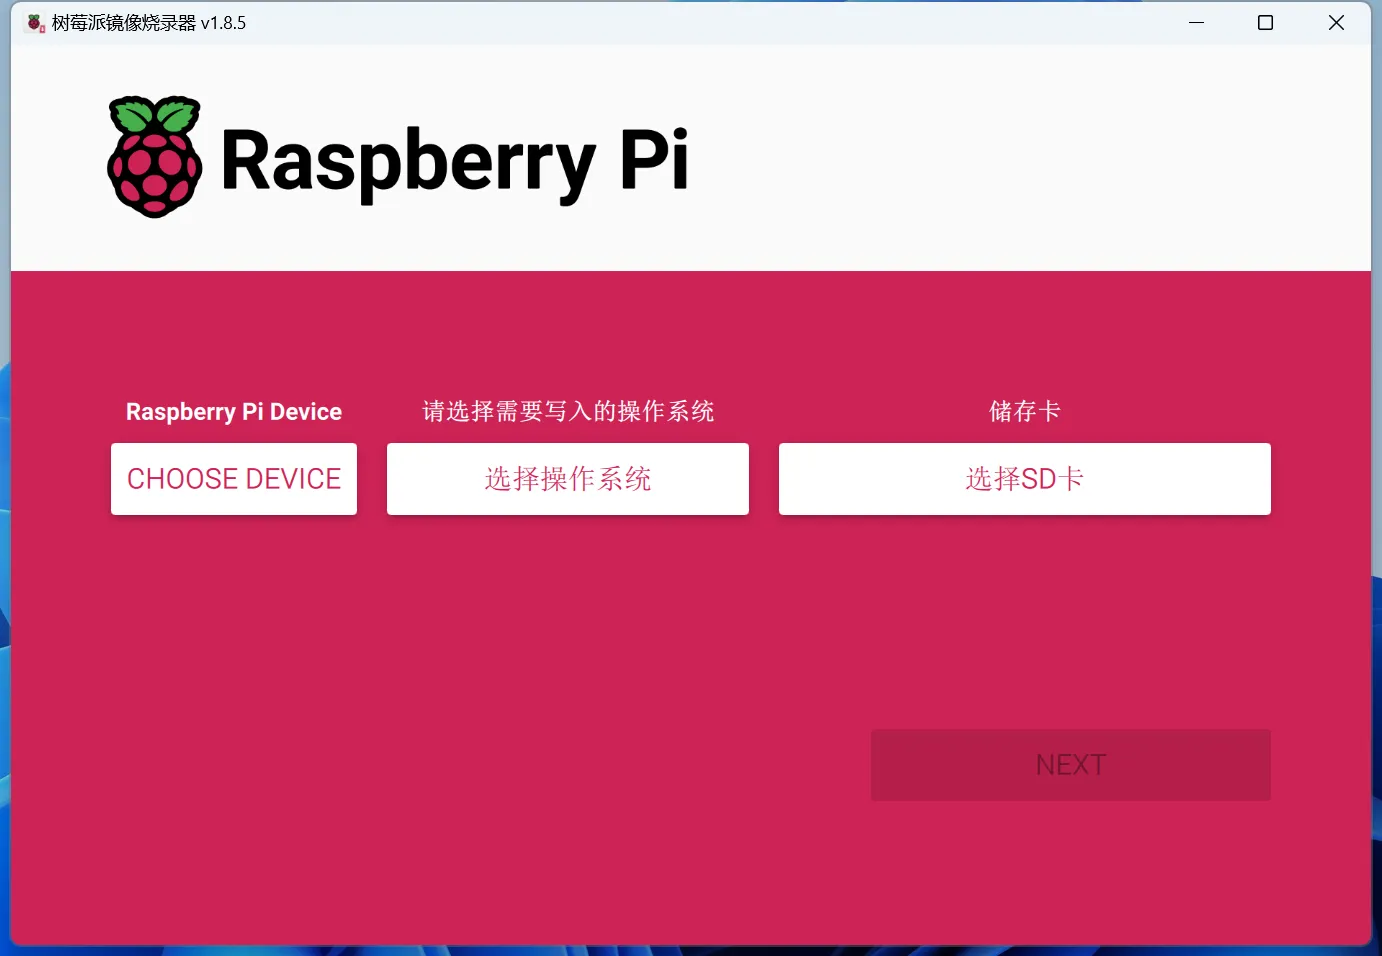 树莓派镜像烧录器 v1.8.5
Raspberry Pi
Raspberry Pi Device
请选择需要写入的操作系统
储存卡
CHOOSE DEVICE
选择操作系统
选择SD卡
NEXT